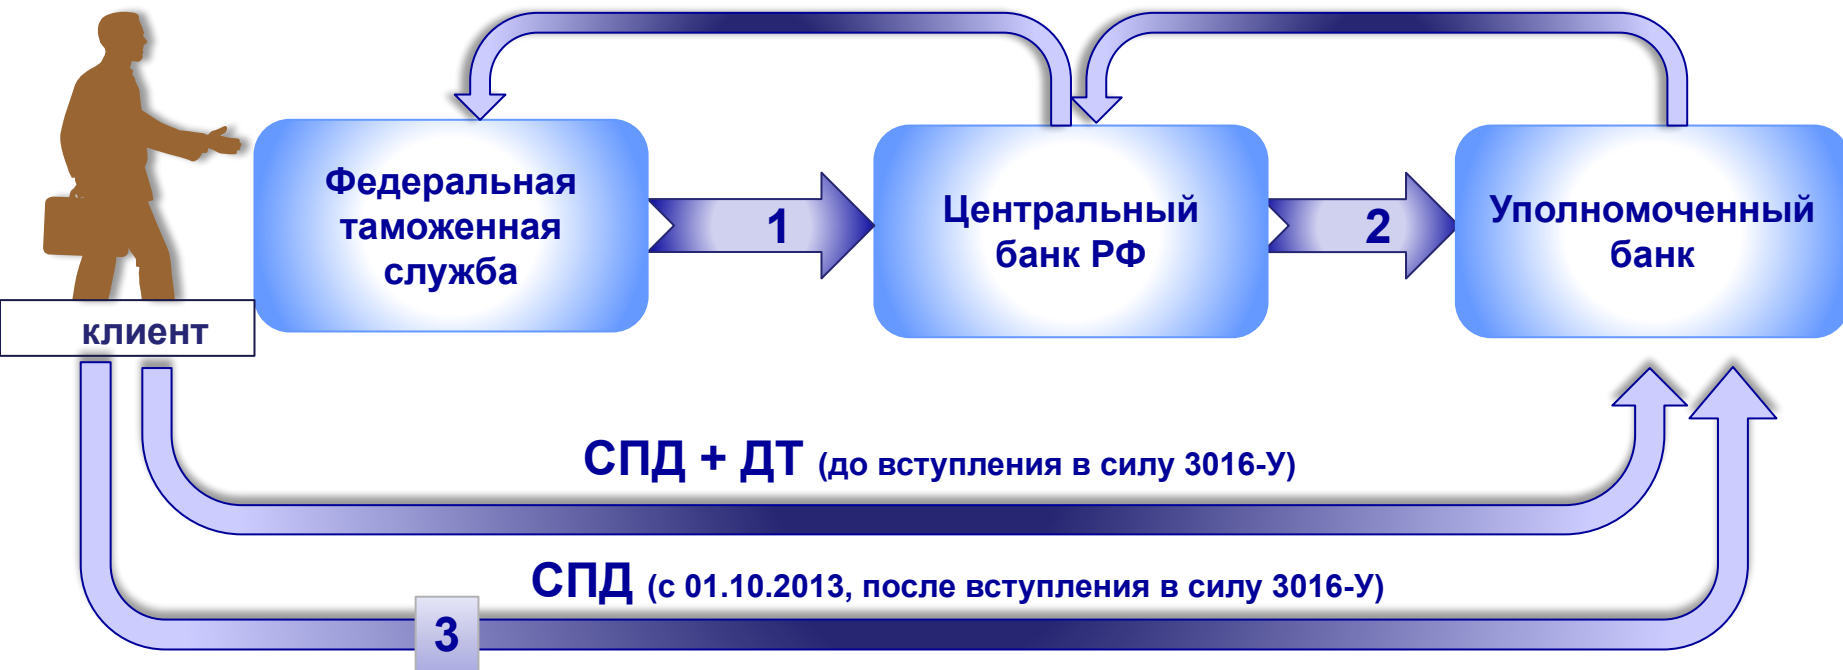 Федеральная
таможенная
служба
1
Центральный
банк РФ
2
Уполномоченный
банк
клиент
СПД + ДТ (до вступления в силу 3016-У)
СПД (с 01.10.2013, после вступления в силу 3016-У)
3